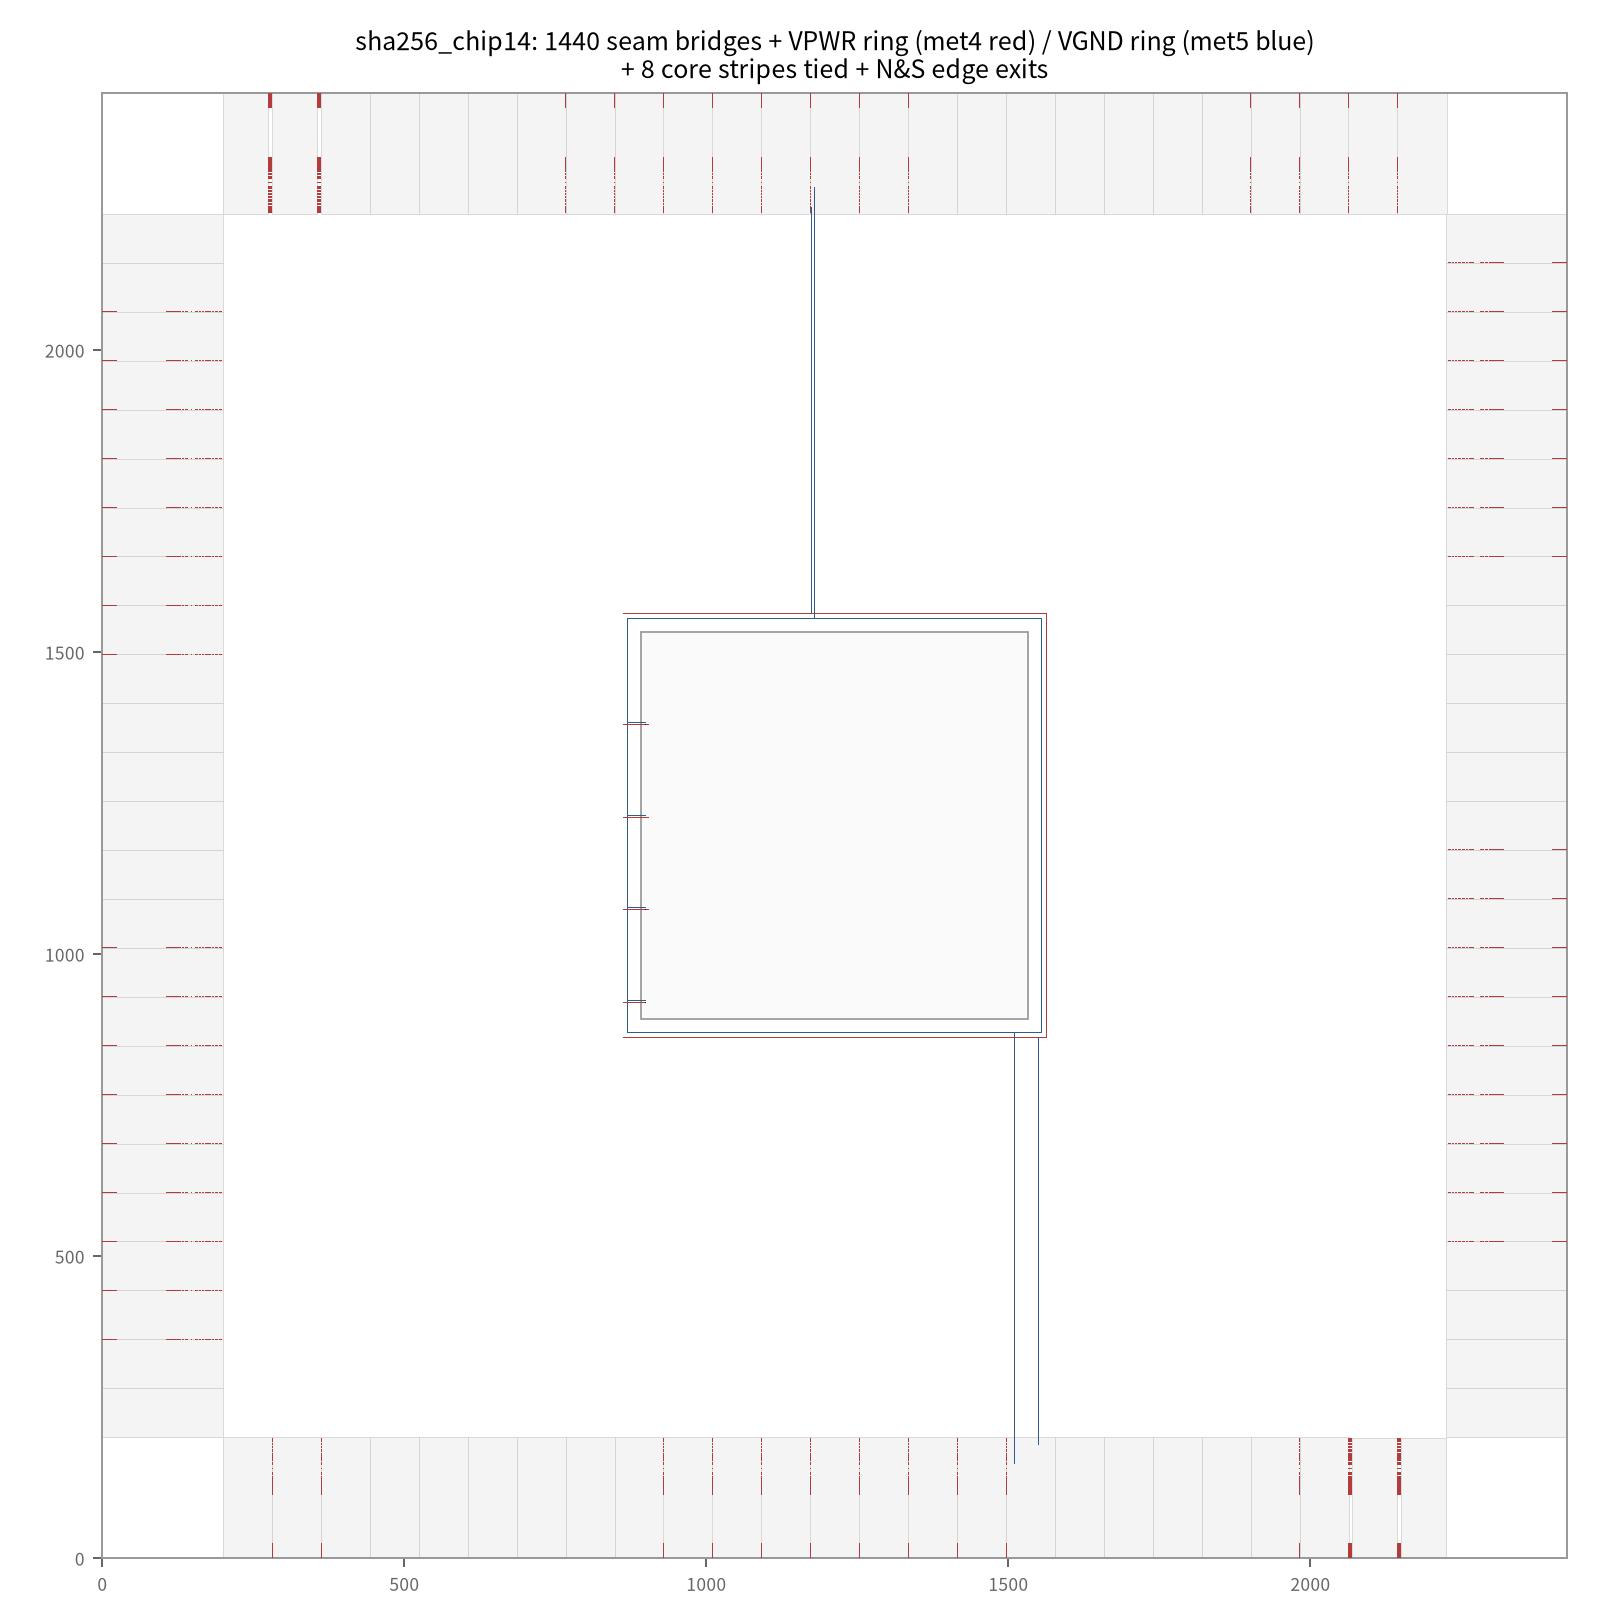 sha256_chip14: 1440 seam bridges + VPWR ring (met4 red) / VGND ring (met5 blue)
+ 8 core stripes tied + N&S edge exits
2000
1500
1000
500
0
0 500 1000 1500 2000